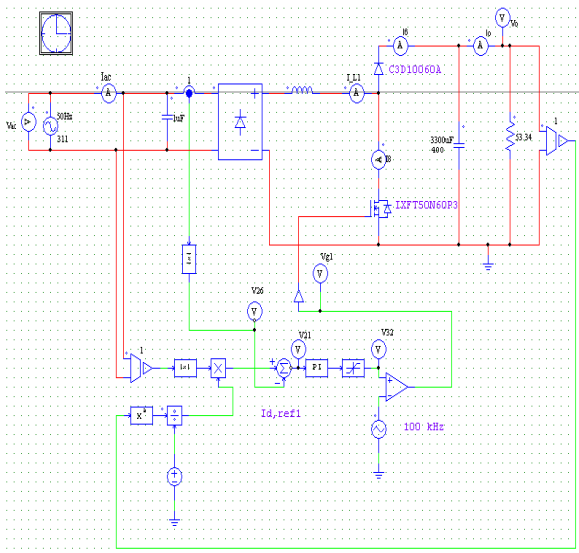 Vo
I6
Io
C3D10060A
Iac
1
I_L1
Vac
50Hz
311
1uF
3300uF
400
53.34
1
I8
IXFT50N60P3
Vg1
V26
V21
V32
1
|x|
PI
Id,ref1
100 kHz